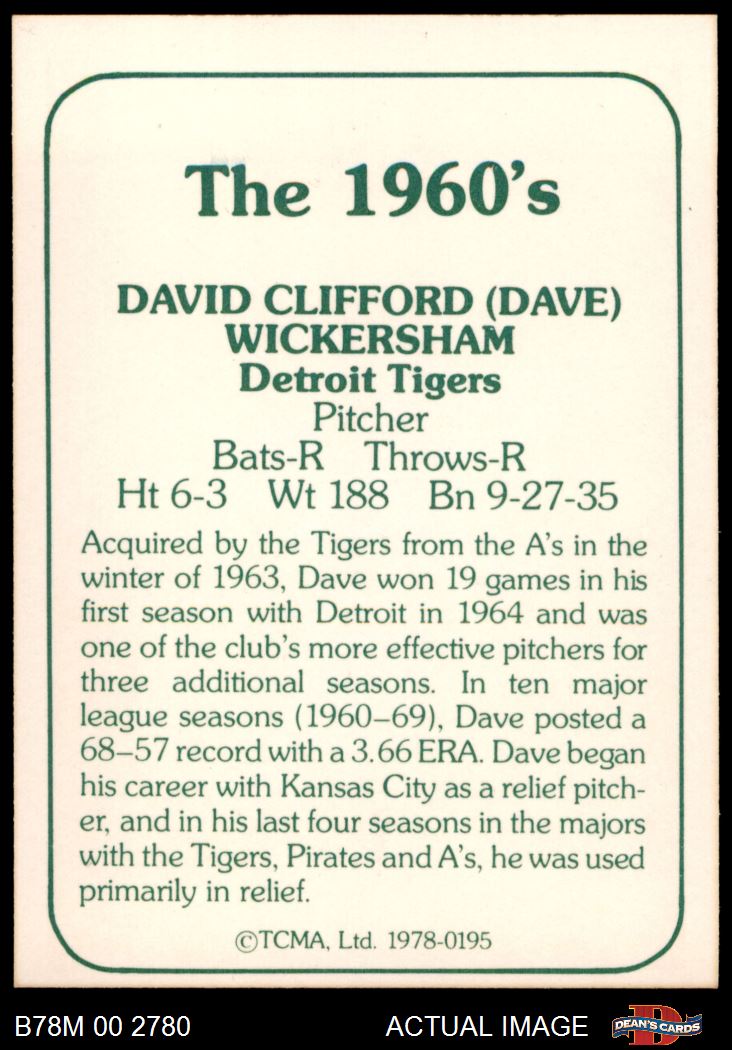 The 1960's
DAVID CLIFFORD (DAVE)
WICKERSHAM
Detroit Tigers
Pitcher
Bats-R Throws-R
Ht 6-3 Wt 188 Bn 9-27-35
Acquired by the Tigers from the A's in the
winter of 1963, Dave won 19 games in his
first season with Detroit in 1964 and was
one of the club's more effective pitchers for
three additional seasons. In ten major
league seasons (1960–69), Dave posted a
68–57 record with a 3.66 ERA. Dave began
his career with Kansas City as a relief pitch-
er, and in his last four seasons in the majors
with the Tigers, Pirates and A's, he was used
primarily in relief.
©TCMA, Ltd. 1978-0195
B78M 00 2780 ACTUAL IMAGE D DEAN'S CARDS